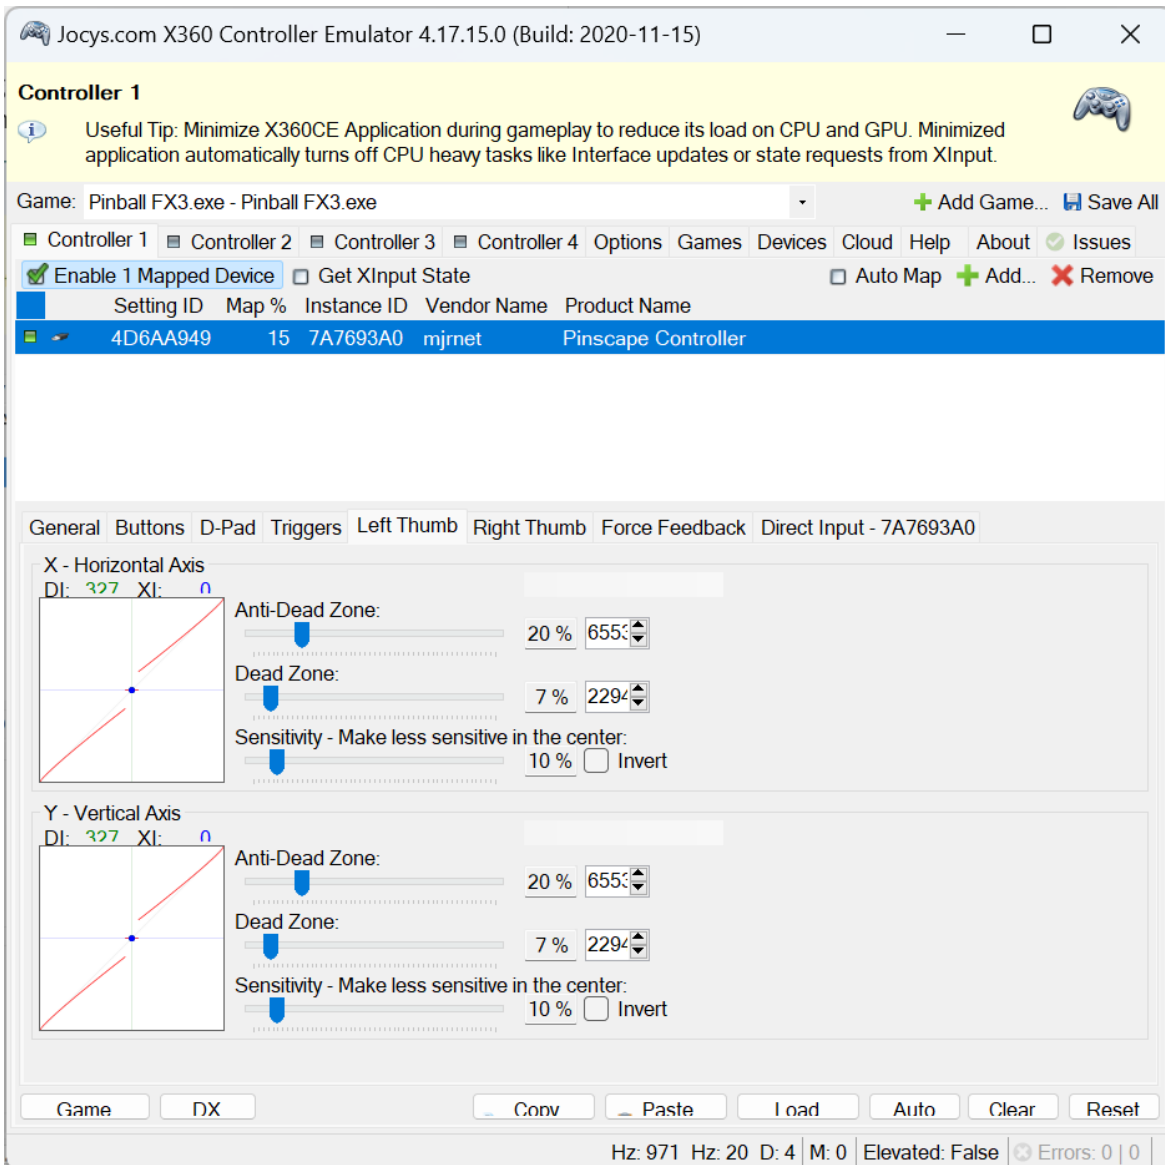 Jocys.com X360 Controller Emulator 4.17.15.0 (Build: 2020-11-15)
Controller 1
Useful Tip: Minimize X360CE Application during gameplay to reduce its load on CPU and GPU. Minimized
application automatically turns off CPU heavy tasks like Interface updates or state requests from XInput.
Game: Pinball FX3.exe - Pinball FX3.exe Add Game... Save All
Controller 1 Controller 2 Controller 3 Controller 4 Options Games Devices Cloud Help About Issues
Enable 1 Mapped Device Get XInput State Auto Map Add... Remove
Setting ID Map % Instance ID Vendor Name Product Name
4D6AA949 15 7A7693A0 mjrnet Pinscape Controller
General Buttons D-Pad Triggers Left Thumb Right Thumb Force Feedback Direct Input - 7A7693A0
X - Horizontal Axis
DI: 327 XI: 0
Anti-Dead Zone:
20 % 6553
Dead Zone:
7 % 2294
Sensitivity - Make less sensitive in the center:
10 % Invert
Y - Vertical Axis
DI: 327 XI: 0
Anti-Dead Zone:
20 % 6553
Dead Zone:
7 % 2294
Sensitivity - Make less sensitive in the center:
10 % Invert
Game DX Copy Paste Load Auto Clear Reset
Hz: 971 Hz: 20 D: 4 M: 0 Elevated: False Errors: 0 | 0